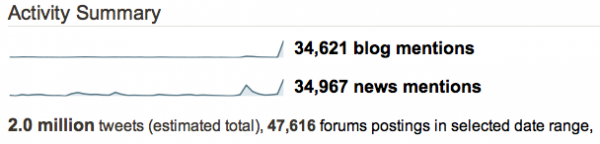 Activity Summary
34,621 blog mentions
34,967 news mentions
2.0 million tweets (estimated total), 47,616 forums postings in selected date range,